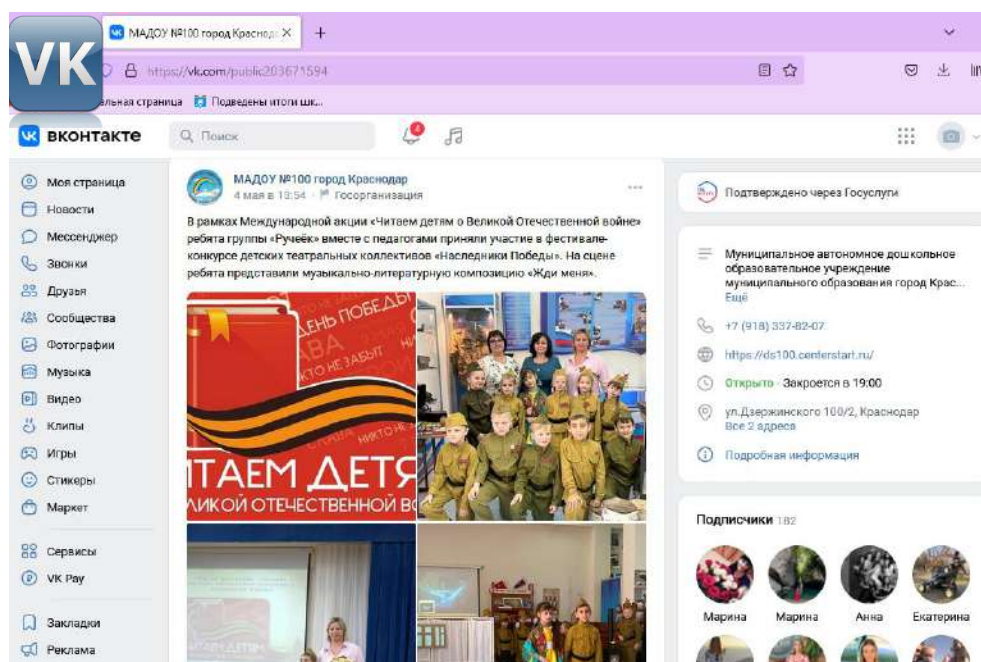 VK
МАДОУ №100 город Краснод
https://vk.com/public203671594
альная страница
Подведены итоги шк...
вконтакте
Поиск
4
Моя страница
Новости
Мессенджер
Звонки
Друзья
Сообщества
Фотографии
Музыка
Видео
Клипы
Игры
Стикеры
Маркет
Сервисы
VK Pay
Закладки
Реклама
МАДОУ №100 город Краснодар
4 мая в 13:54 · Госорганизация
В рамках Международной акции «Читаем детям о Великой Отечественной войне»
ребята группы «Ручеёк» вместе с педагогами приняли участие в фестивале-
конкурсе детских театральных коллективов «Наследники Победы». На сцене
ребята представили музыкально-литературную композицию «Жди меня».
ДЕНЬ ПОБЕДЫ
НИКТО НЕ ЗАБЫТ
НИКТО НЕ
ИТАЕМ ДЕТЯ
ЛИКОЙ ОТЕЧЕСТВЕННОЙ ВО
Подтверждено через Госуслуги
Муниципальное автономное дошкольное
образовательное учреждение
муниципального образования город Крас...
Ещё
+7 (918) 337-82-07
https://ds100.centerstart.ru/
Открыто · Закроется в 19:00
ул.Дзержинского 100/2, Краснодар
Все 2 адреса
Подробная информация
Подписчики 182
Марина
Марина
Анна
Екатерина